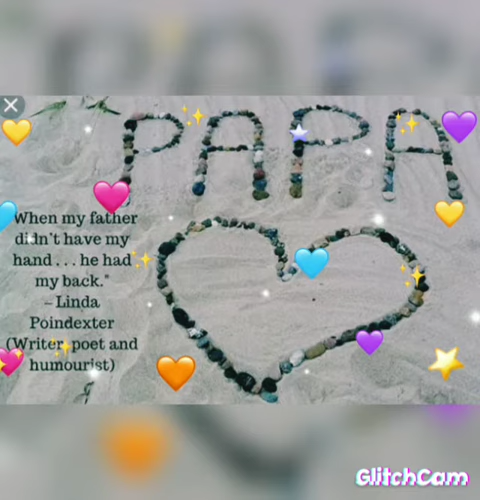 PAPA
When my father
didn't have my
hand . . . he had
my back."
– Linda
Poindexter
(Writer, poet and
humourist)
GlitchCam